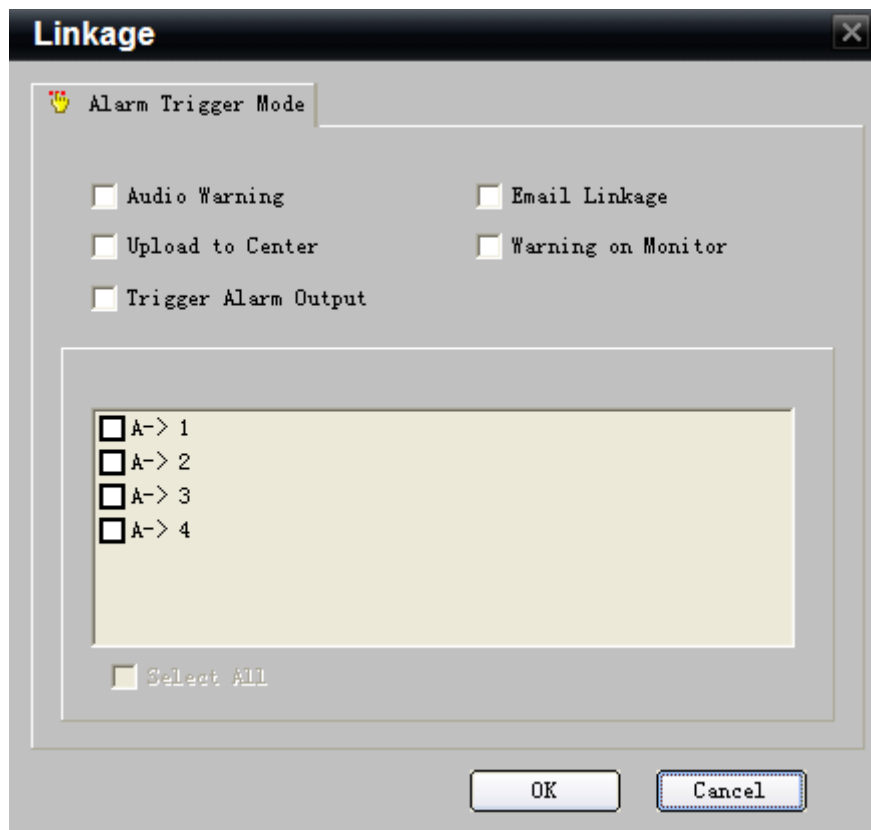 Linkage
Alarm Trigger Mode
Audio Warning
Email Linkage
Upload to Center
Warning on Monitor
Trigger Alarm Output
A-> 1
A-> 2
A-> 3
A-> 4
Select All
OK
Cancel